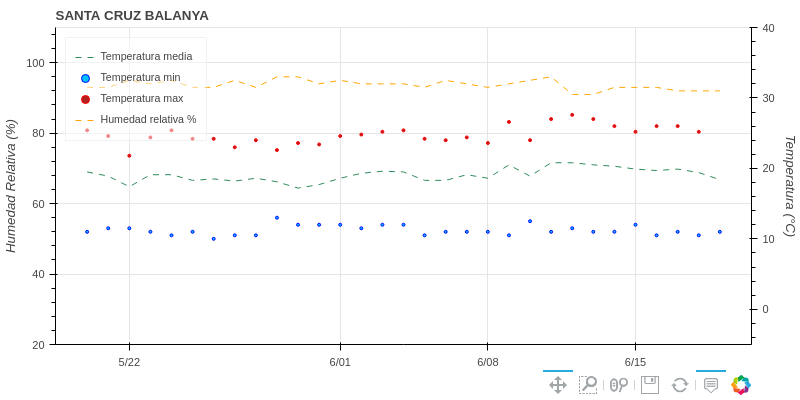 SANTA CRUZ BALANYA
Temperatura media
Temperatura min
Temperatura max
Humedad relativa %
Humedad Relativa (%)
100
80
60
40
20
40
30
20
10
0
Temperatura (°C)
5/22
6/01
6/08
6/15